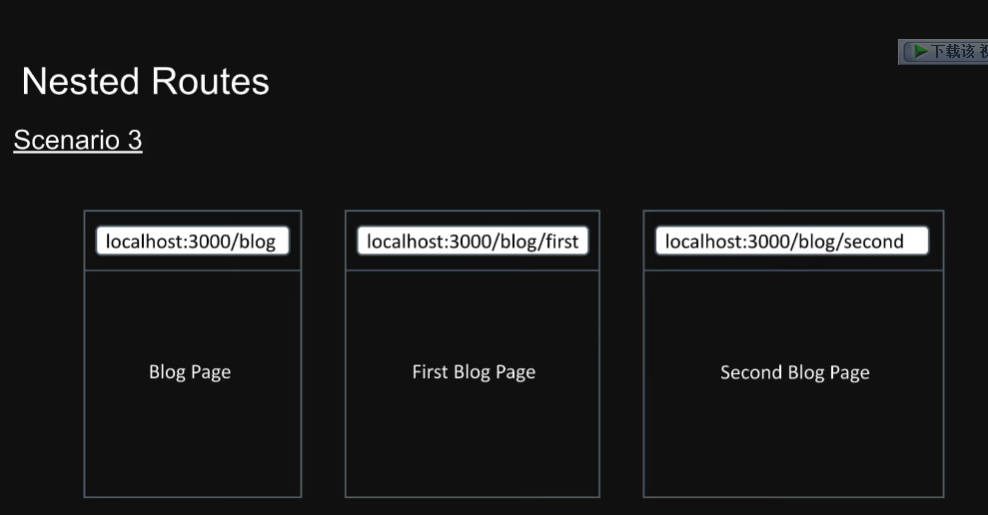 下载该
Nested Routes
Scenario 3
localhost:3000/blog
localhost:3000/blog/first
localhost:3000/blog/second
Blog Page
First Blog Page
Second Blog Page